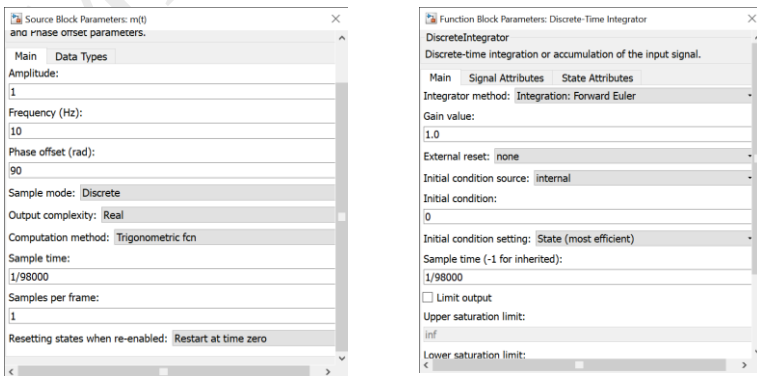 Source Block Parameters: m(t)
and Phase offset parameters.
Main Data Types
Amplitude:
1
Frequency (Hz):
10
Phase offset (rad):
90
Sample mode: Discrete
Output complexity: Real
Computation method: Trigonometric fcn
Sample time:
1/98000
Samples per frame:
1
Resetting states when re-enabled: Restart at time zero
Function Block Parameters: Discrete-Time Integrator
DiscreteIntegrator
Discrete-time integration or accumulation of the input signal.
Main Signal Attributes State Attributes
Integrator method: Integration: Forward Euler
Gain value:
1.0
External reset: none
Initial condition source: internal
Initial condition:
0
Initial condition setting: State (most efficient)
Sample time (-1 for inherited):
1/98000
Limit output
Upper saturation limit:
inf
Lower saturation limit: